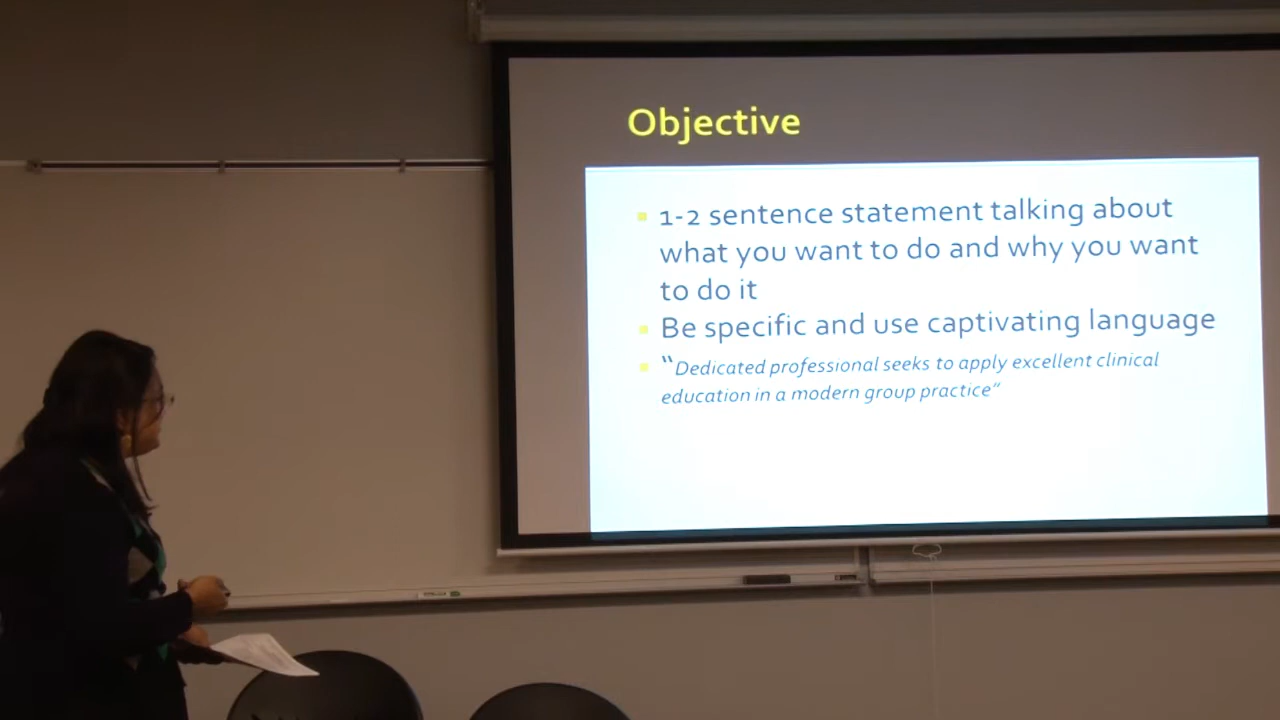 Objective
1-2 sentence statement talking about
what you want to do and why you want
to do it
Be specific and use captivating language
"Dedicated professional seeks to apply excellent clinical
education in a modern group practice"